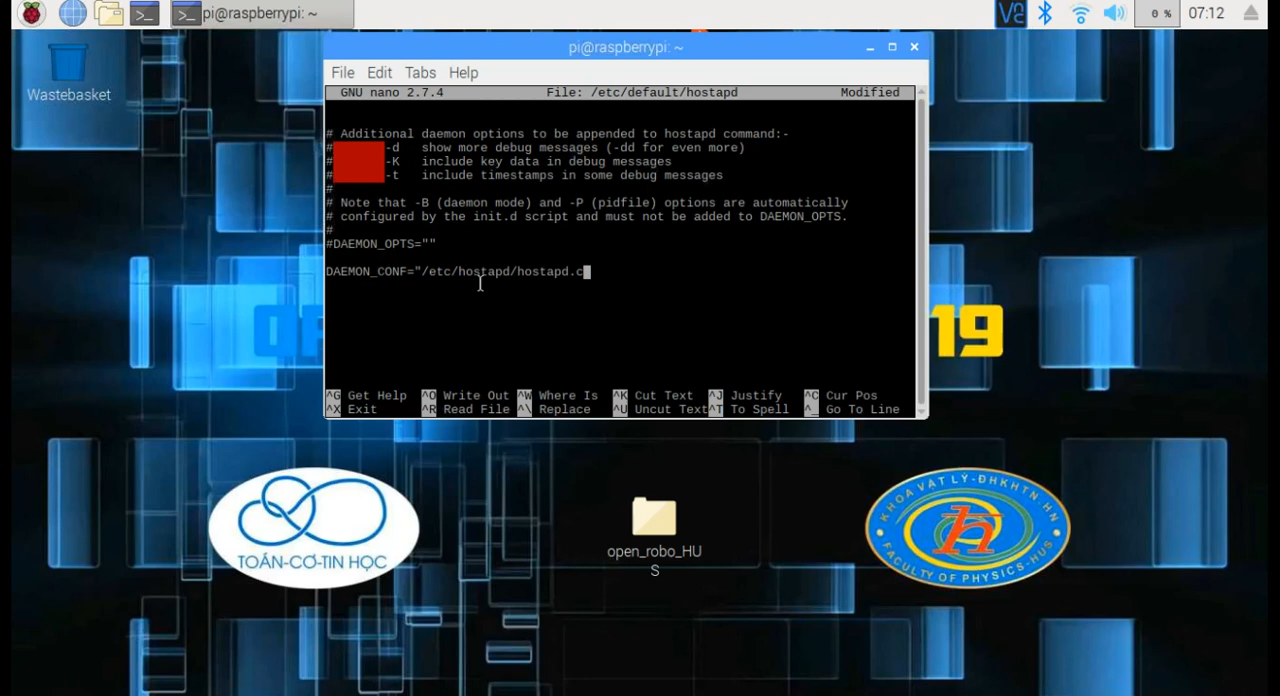 pi@raspberrypi: ~
V2
0 %
07:12
Wastebasket
pi@raspberrypi: ~
File Edit Tabs Help
GNU nano 2.7.4 File: /etc/default/hostapd Modified
# Additional daemon options to be appended to hostapd command:-
# -d show more debug messages (-dd for even more)
# -K include key data in debug messages
# -t include timestamps in some debug messages
#
# Note that -B (daemon mode) and -P (pidfile) options are automatically
# configured by the init.d script and must not be added to DAEMON_OPTS.
#
#DAEMON_OPTS=""
DAEMON_CONF="/etc/hostapd/hostapd.c
^G Get Help ^O Write Out ^W Where Is ^K Cut Text ^J Justify ^C Cur Pos
^X Exit ^R Read File ^\ Replace ^U Uncut Text ^T To Spell ^_ Go To Line
19
TOÁN-CƠ-TIN HỌC
open_robo_HU
S
KHOA VẬT LÝ-ĐHKHTN.HN
FACULTY OF PHYSICS-HUS